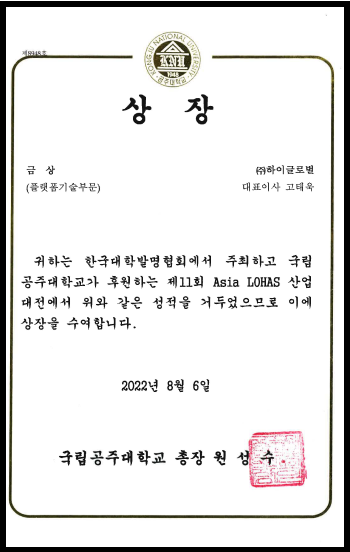 제8948호
KONGJU NATIONAL UNIVERSITY
KNU
1948
공주대학교
상 장
금 상
(플랫폼기술부문)
㈜하이글로벌
대표이사 고태욱
귀하는 한국대학발명협회에서 주최하고 국립
공주대학교가 후원하는 제11회 Asia LOHAS 산업
대전에서 위와 같은 성적을 거두었으므로 이에
상장을 수여합니다.
2022년 8월 6일
국립공주대학교 총장 원 성 수